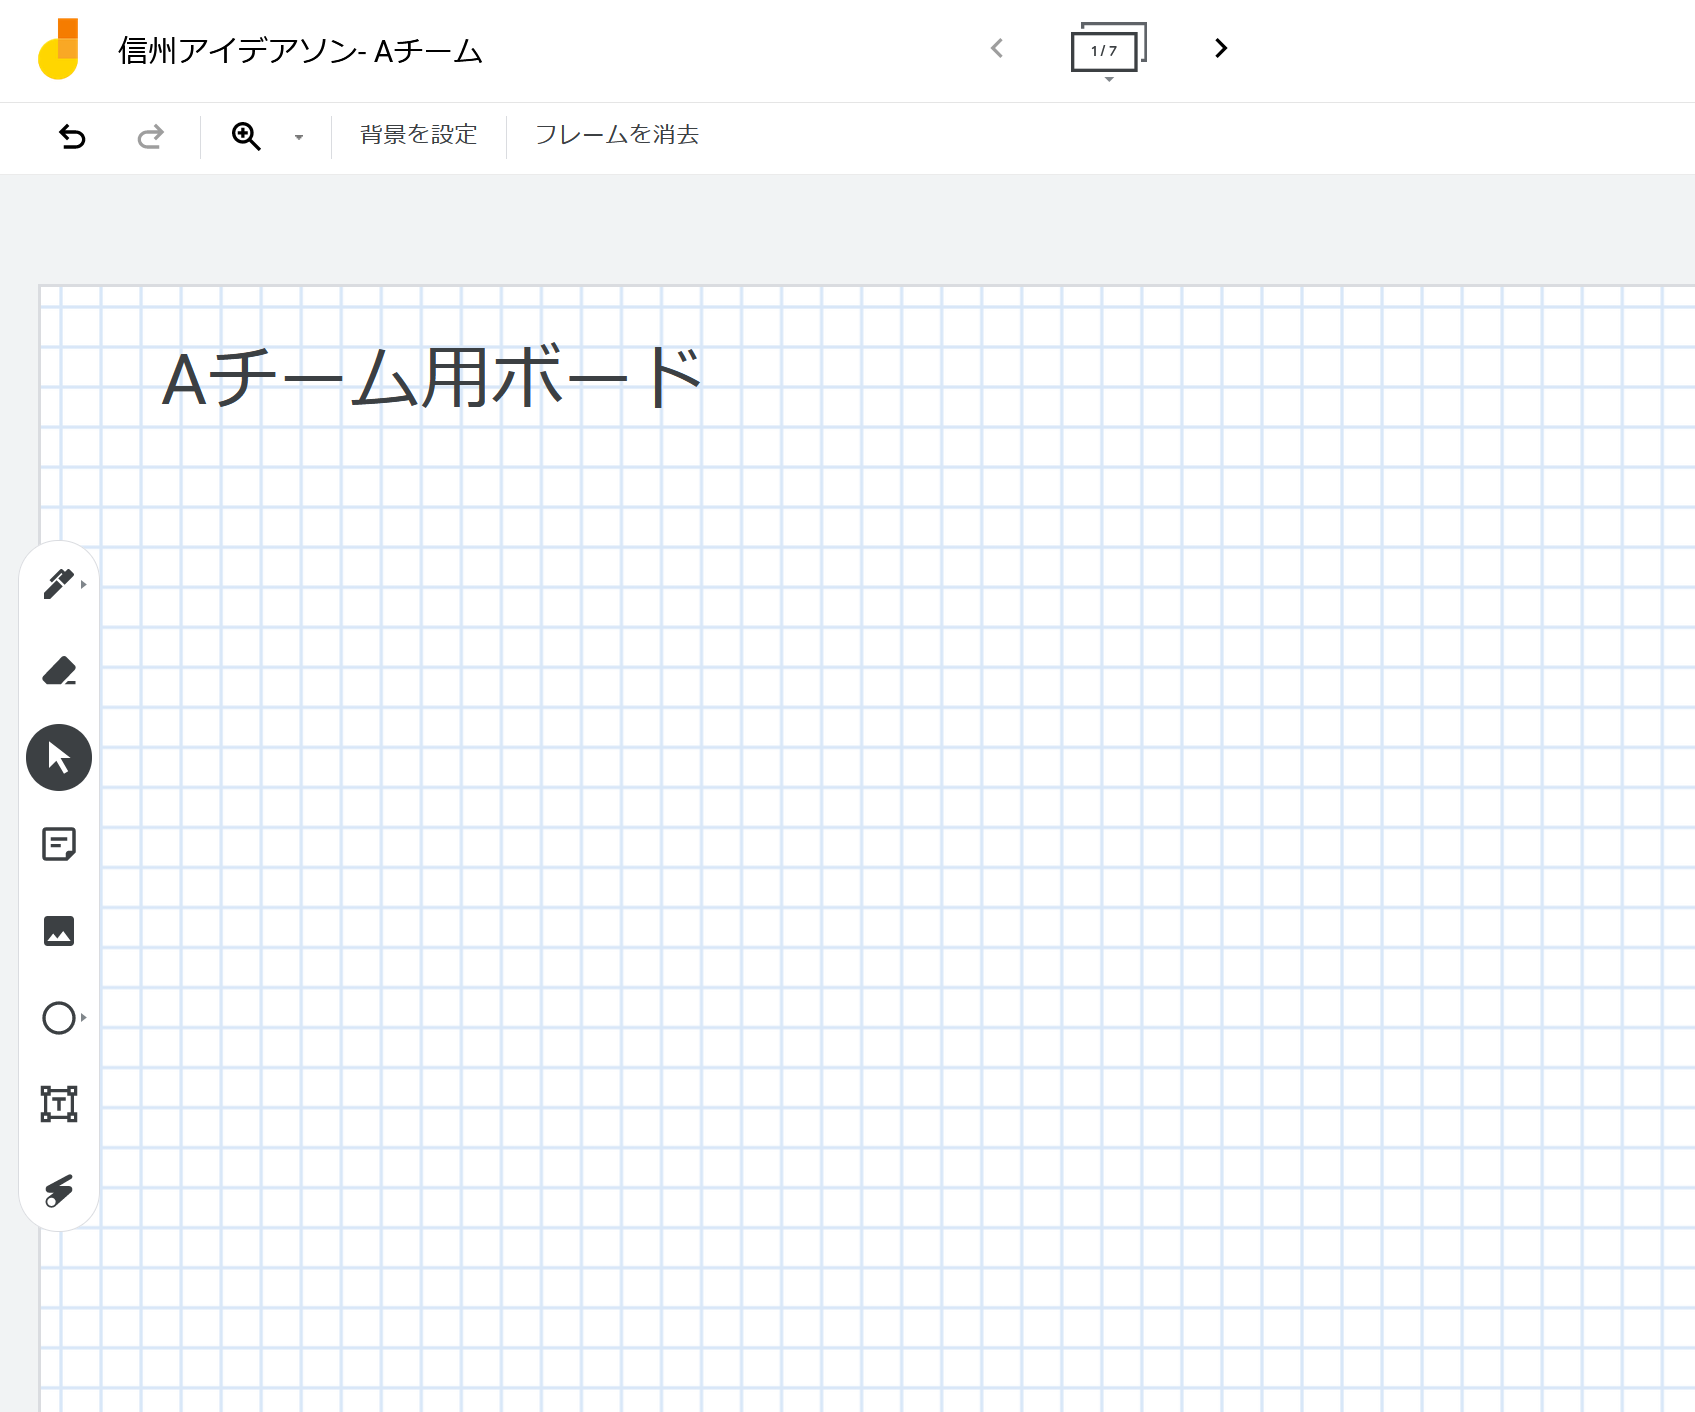 信州アイデアソン- Aチーム
1 / 7
背景を設定
フレームを消去
Aチーム用ボード